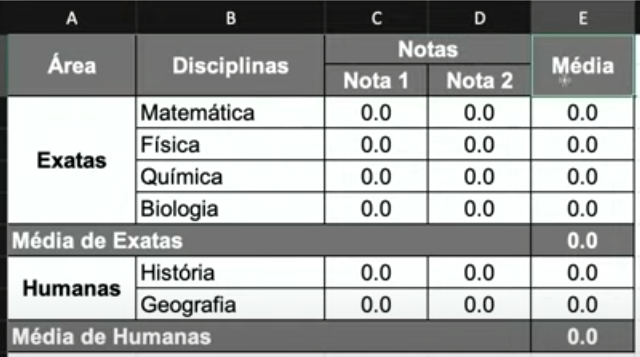 A B C D E
Área Disciplinas Notas Média
Nota 1 Nota 2
Matemática 0.0 0.0 0.0
Exatas Física 0.0 0.0 0.0
Química 0.0 0.0 0.0
Biologia 0.0 0.0 0.0
Média de Exatas 0.0
Humanas História 0.0 0.0 0.0
Geografia 0.0 0.0 0.0
Média de Humanas 0.0